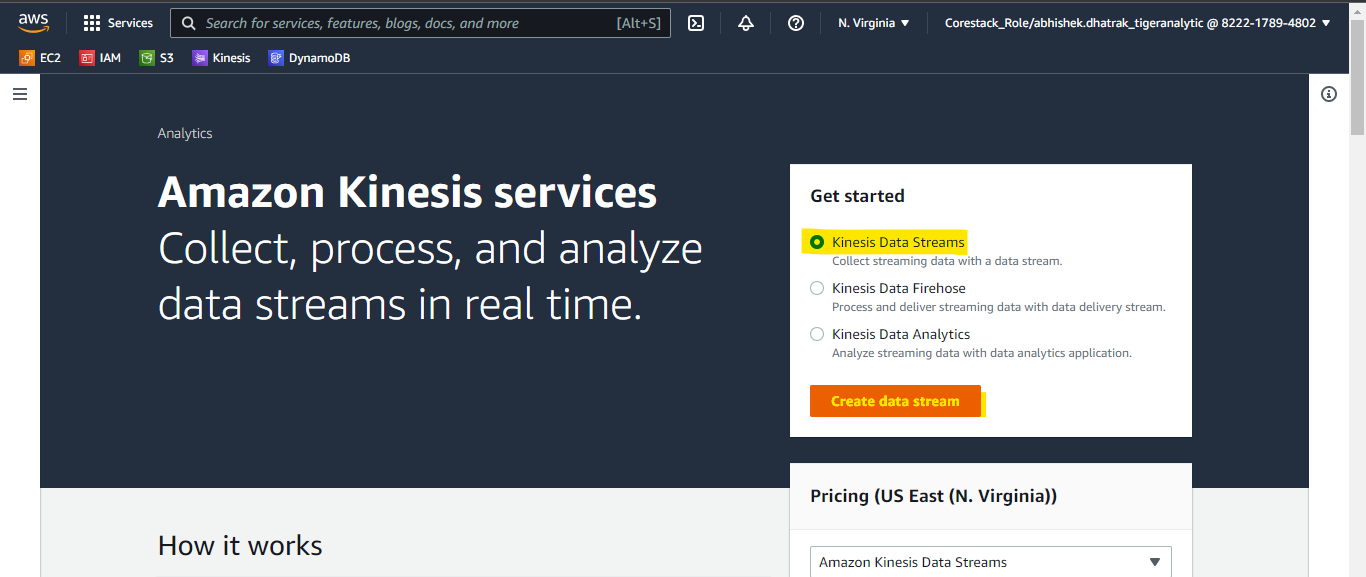 aws
Services
Search for services, features, blogs, docs, and more [Alt+S]
N. Virginia
Corestack_Role/abhishek.dhatrak_tigeranalytic @ 8222-1789-4802
EC2 IAM S3 Kinesis DynamoDB
Analytics
Amazon Kinesis services
Collect, process, and analyze
data streams in real time.
Get started
Kinesis Data Streams
Collect streaming data with a data stream.
Kinesis Data Firehose
Process and deliver streaming data with data delivery stream.
Kinesis Data Analytics
Analyze streaming data with data analytics application.
Create data stream
Pricing (US East (N. Virginia))
Amazon Kinesis Data Streams
How it works